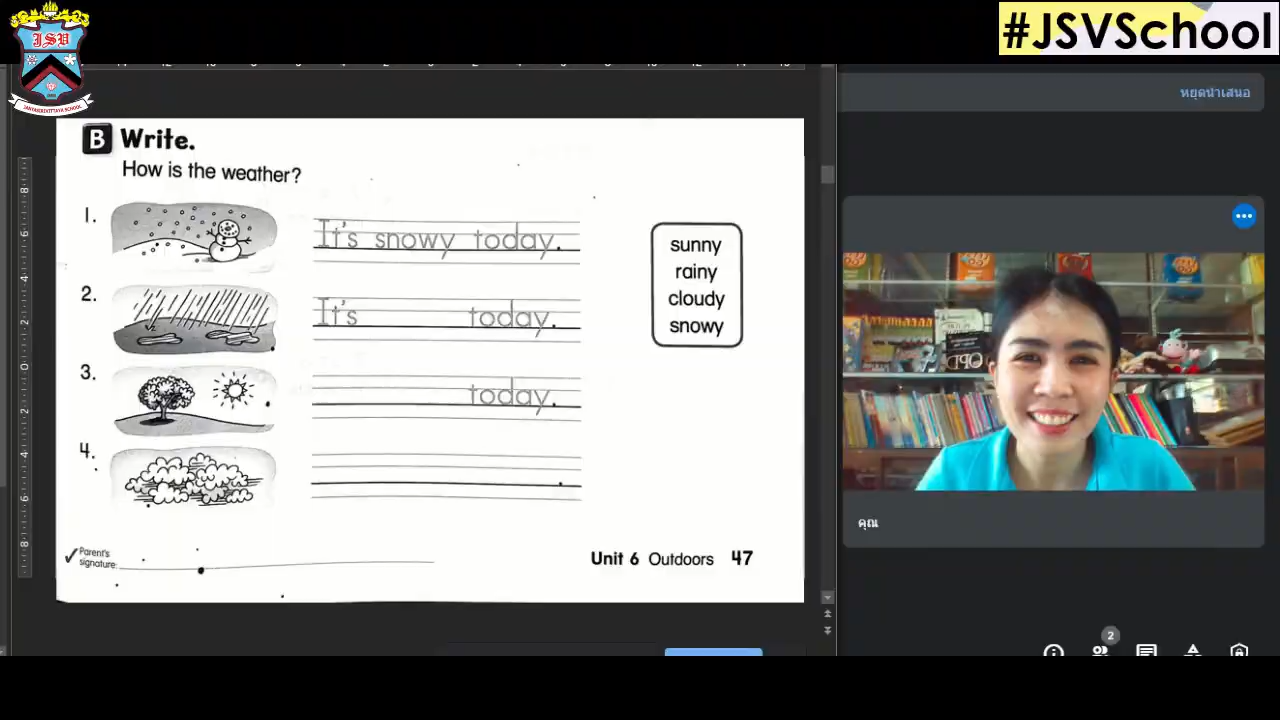 JSV
JARYASRIVITTAYA SCHOOL
#JSVSchool
หยุดนำเสนอ
B Write.
How is the weather?
1. It's snowy today.
2. It's today.
3. today.
4. .
sunny
rainy
cloudy
snowy
Parent's
signature:
Unit 6 Outdoors 47
คุณ
2